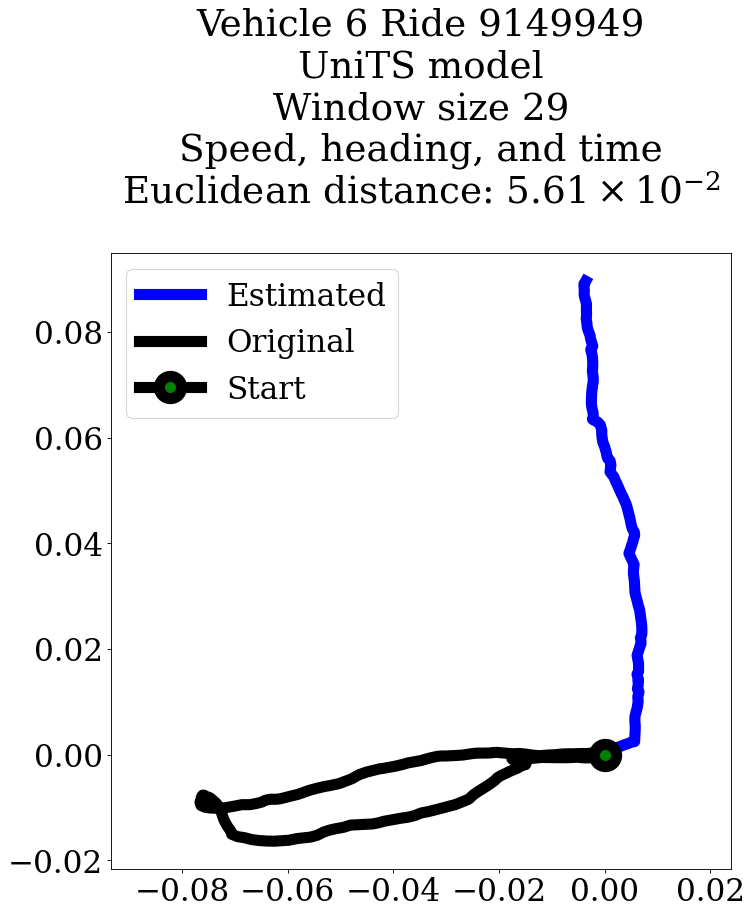 Vehicle 6 Ride 9149949
UniTS model
Window size 29
Speed, heading, and time
Euclidean distance: 5.61 × 10⁻²
Estimated
Original
Start
0.08
0.06
0.04
0.02
0.00
−0.02
−0.08 −0.06 −0.04 −0.02 0.00 0.02